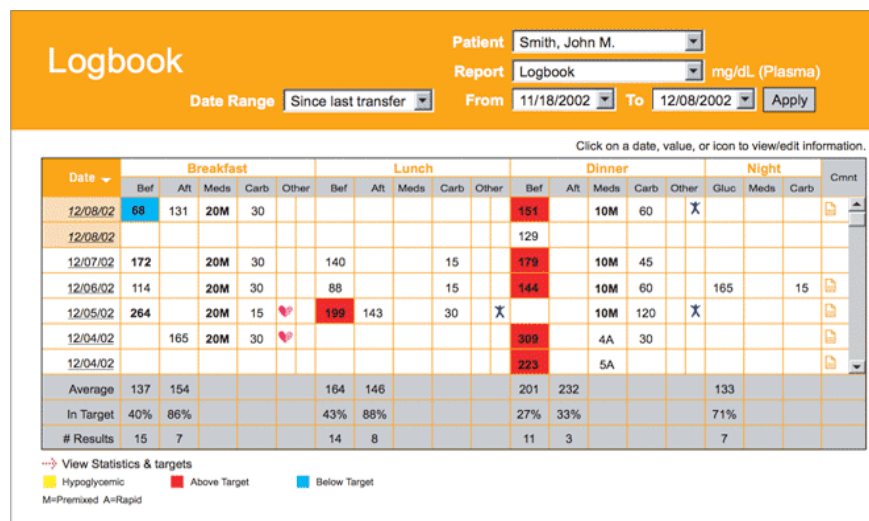 Logbook
Patient Smith, John M.
Report Logbook mg/dL (Plasma)
Date Range Since last transfer From 11/18/2002 To 12/08/2002 Apply
Click on a date, value, or icon to view/edit information.
Date Breakfast Lunch Dinner Night Cmnt
Bef Aft Meds Carb Other Bef Aft Meds Carb Other Bef Aft Meds Carb Other Gluc Meds Carb
12/08/02 68 131 20M 30 151 10M 60
12/08/02 129
12/07/02 172 20M 30 140 15 179 10M 45
12/06/02 114 20M 30 88 15 144 10M 60 165 15
12/05/02 264 20M 15 199 143 30 10M 120
12/04/02 165 20M 30 309 4A 30
12/04/02 223 5A
Average 137 154 164 146 201 232 133
In Target 40% 86% 43% 88% 27% 33% 71%
# Results 15 7 14 8 11 3 7
View Statistics & targets
Hypoglycemic Above Target Below Target
M=Premixed A=Rapid